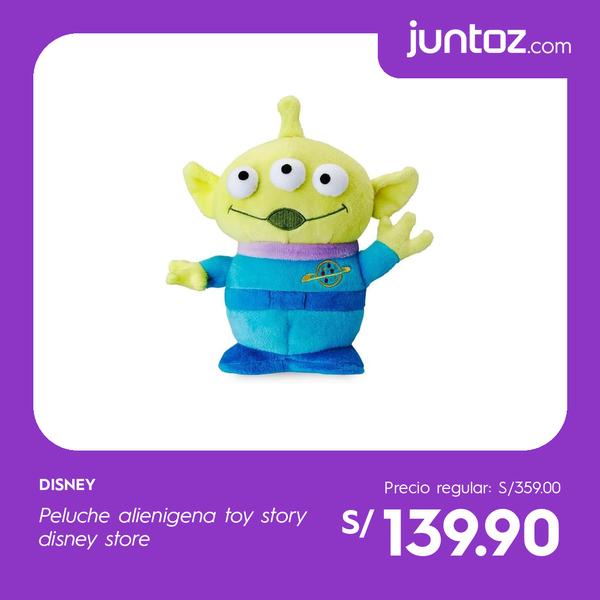 juntoz.com
DISNEY
Peluche alienigena toy story
disney store
Precio regular: S/359.00
S/139.90